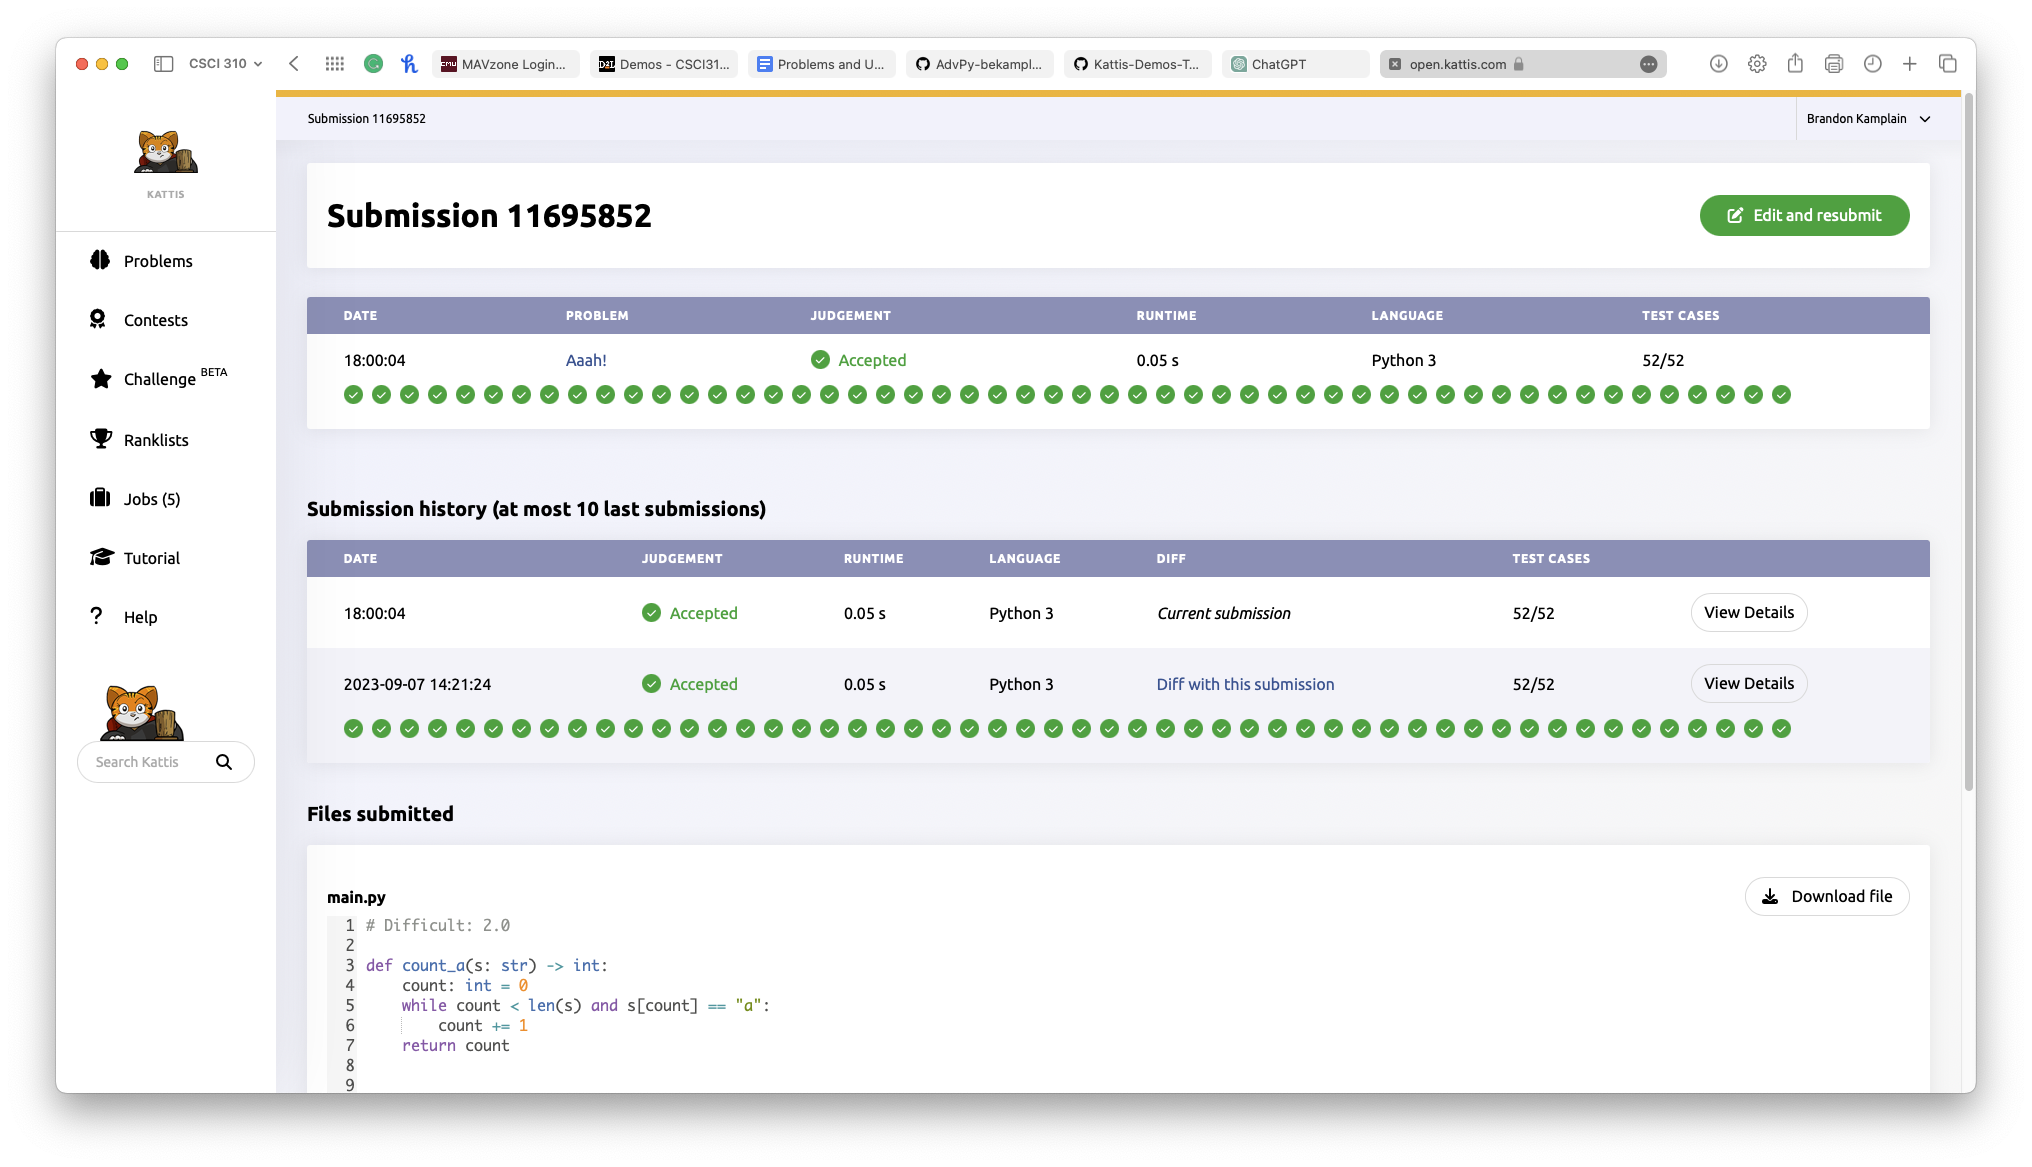 CSCI 310
MAVzone Login...
Demos - CSCI31...
Problems and U...
AdvPy-bekampl...
Kattis-Demos-T...
ChatGPT
open.kattis.com
Submission 11695852
Brandon Kamplain
KATTIS
Problems
Contests
Challenge BETA
Ranklists
Jobs (5)
Tutorial
Help
Search Kattis
Submission 11695852
Edit and resubmit
DATE PROBLEM JUDGEMENT RUNTIME LANGUAGE TEST CASES
18:00:04 Aaah! Accepted 0.05 s Python 3 52/52
Submission history (at most 10 last submissions)
DATE JUDGEMENT RUNTIME LANGUAGE DIFF TEST CASES
18:00:04 Accepted 0.05 s Python 3 Current submission 52/52 View Details
2023-09-07 14:21:24 Accepted 0.05 s Python 3 Diff with this submission 52/52 View Details
Files submitted
main.py
Download file
1 # Difficult: 2.0
2
3 def count_a(s: str) -> int:
4 count: int = 0
5 while count < len(s) and s[count] == "a":
6 count += 1
7 return count
8
9